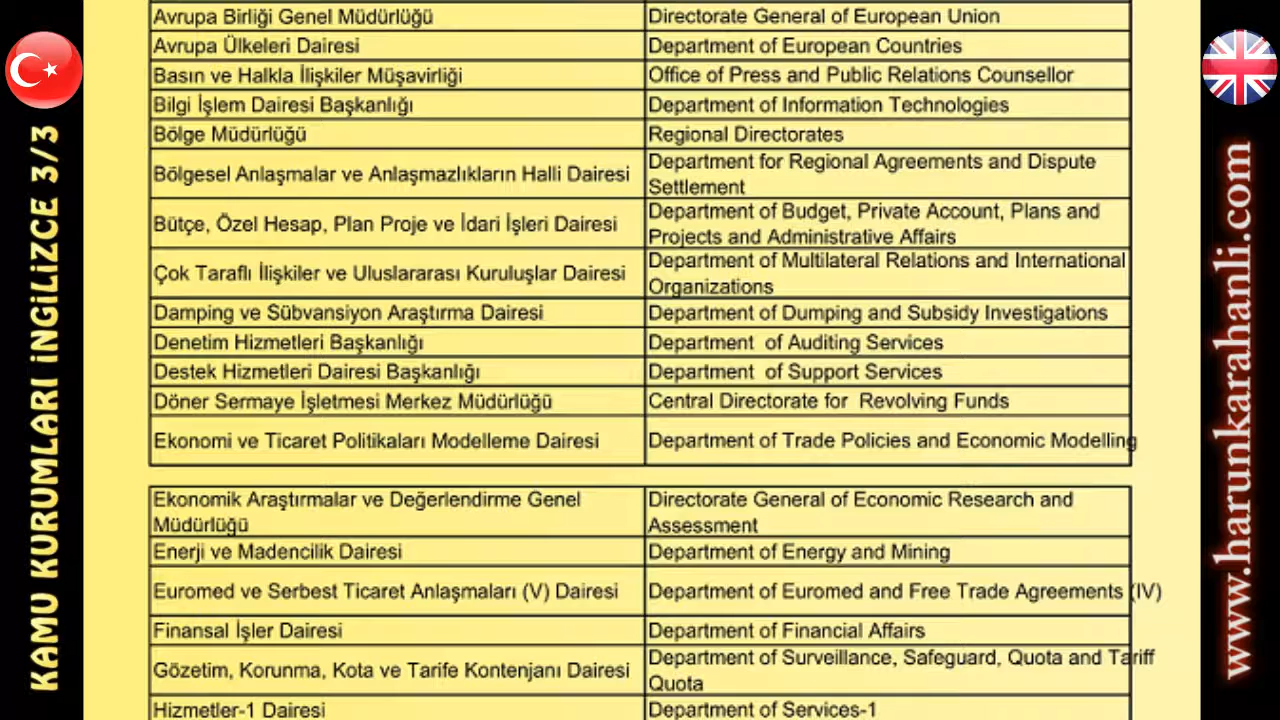 KAMU KURUMLARI iNGiLiZCE 3/3
Avrupa Birliği Genel Müdürlüğü
Directorate General of European Union
Avrupa Ülkeleri Dairesi
Department of European Countries
Basın ve Halkla İlişkiler Müşavirliği
Office of Press and Public Relations Counsellor
Bilgi İşlem Dairesi Başkanlığı
Department of Information Technologies
Bölge Müdürlüğü
Regional Directorates
Bölgesel Anlaşmalar ve Anlaşmazlıkların Halli Dairesi
Department for Regional Agreements and Dispute
Settlement
Bütçe, Özel Hesap, Plan Proje ve İdari İşleri Dairesi
Department of Budget, Private Account, Plans and
Projects and Administrative Affairs
Çok Taraflı İlişkiler ve Uluslararası Kuruluşlar Dairesi
Department of Multilateral Relations and International
Organizations
Damping ve Sübvansiyon Araştırma Dairesi
Department of Dumping and Subsidy Investigations
Denetim Hizmetleri Başkanlığı
Department  of Auditing Services
Destek Hizmetleri Dairesi Başkanlığı
Department  of Support Services
Döner Sermaye İşletmesi Merkez Müdürlüğü
Central Directorate for  Revolving Funds
Ekonomi ve Ticaret Politikaları Modelleme Dairesi
Department of Trade Policies and Economic Modelling
Ekonomik Araştırmalar ve Değerlendirme Genel
Müdürlüğü
Directorate General of Economic Research and
Assessment
Enerji ve Madencilik Dairesi
Department of Energy and Mining
Euromed ve Serbest Ticaret Anlaşmaları (V) Dairesi
Department of Euromed and Free Trade Agreements (IV)
Finansal İşler Dairesi
Department of Financial Affairs
Gözetim, Korunma, Kota ve Tarife Kontenjanı Dairesi
Department of Surveillance, Safeguard, Quota and Tariff
Quota
Hizmetler-1 Dairesi
Department of Services-1
www.harunkarahanli.com